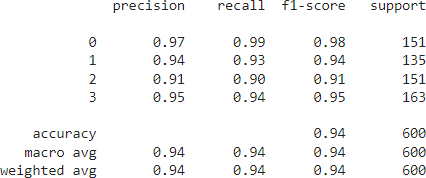 precision recall f1-score support
0 0.97 0.99 0.98 151
1 0.94 0.93 0.94 135
2 0.91 0.90 0.91 151
3 0.95 0.94 0.95 163
accuracy 0.94 600
macro avg 0.94 0.94 0.94 600
weighted avg 0.94 0.94 0.94 600